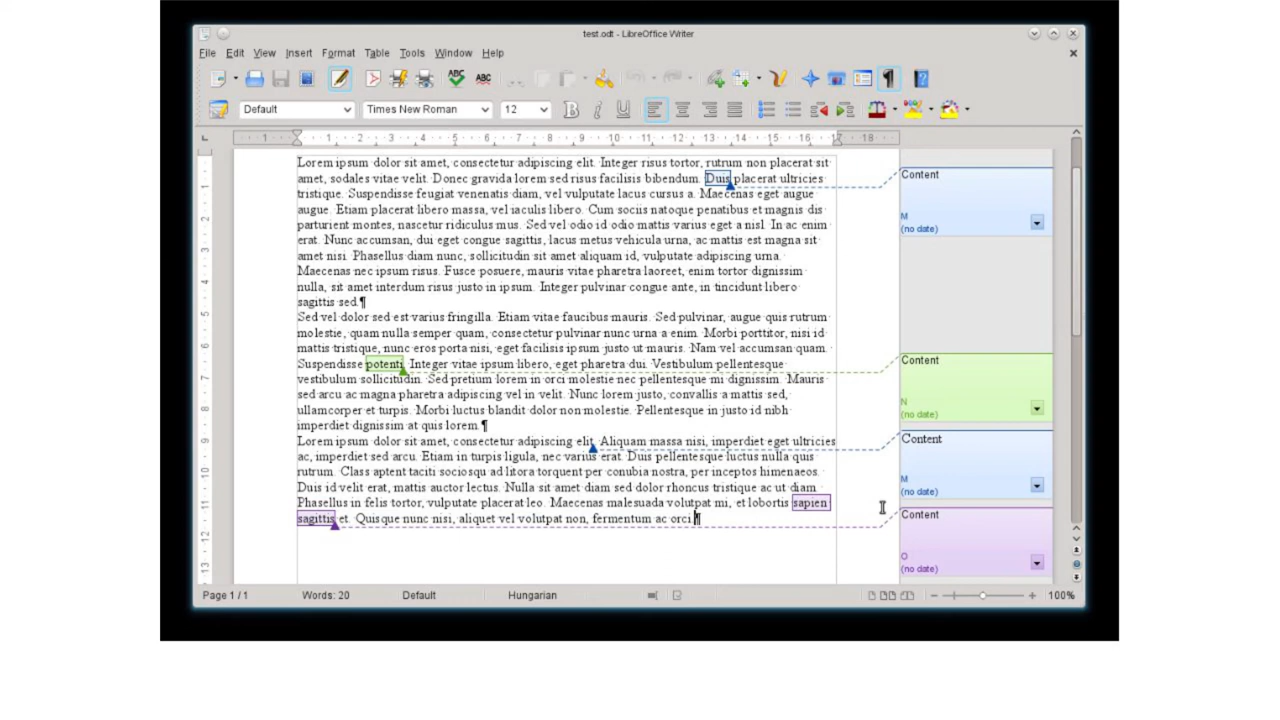 test.odt - LibreOffice Writer
File Edit View Insert Format Table Tools Window Help
Default Times New Roman 12
1 1 2 3 4 5 6 7 8 9 10 11 12 13 14 15 16 17 18
Lorem ipsum dolor sit amet, consectetur adipiscing elit. Integer risus tortor, rutrum non placerat sit
amet, sodales vitae velit. Donec gravida lorem sed risus facilisis bibendum. Duis placerat ultricies
tristique. Suspendisse feugiat venenatis diam, vel vulputate lacus cursus a. Maecenas eget augue
augue. Etiam placerat libero massa, vel iaculis libero. Cum sociis natoque penatibus et magnis dis
parturient montes, nascetur ridiculus mus. Sed vel odio id odio mattis varius eget a nisl. In ac enim
erat. Nunc accumsan, dui eget congue sagittis, lacus metus vehicula urna, ac mattis est magna sit
amet nisi. Phasellus diam nunc, sollicitudin sit amet aliquam id, vulputate adipiscing urna.
Maecenas nec ipsum risus. Fusce posuere, mauris vitae pharetra laoreet, enim tortor dignissim
nulla, sit amet interdum risus justo in ipsum. Integer pulvinar congue ante, in tincidunt libero
sagittis sed.¶
Sed vel dolor sed est varius fringilla. Etiam vitae faucibus mauris. Sed pulvinar, augue quis rutrum
molestie, quam nulla semper quam, consectetur pulvinar nunc urna a enim. Morbi porttitor, nisi id
mattis tristique, nunc eros porta nisi, eget facilisis ipsum justo ut mauris. Nam vel accumsan quam.
Suspendisse potenti. Integer vitae ipsum libero, eget pharetra dui. Vestibulum pellentesque
vestibulum sollicitudin. Sed pretium lorem in orci molestie nec pellentesque mi dignissim. Mauris
sed arcu ac magna pharetra adipiscing vel in velit. Nunc lorem justo, convallis a mattis sed,
ullamcorper et turpis. Morbi luctus blandit dolor non molestie. Pellentesque in justo id nibh
imperdiet dignissim at quis lorem.¶
Lorem ipsum dolor sit amet, consectetur adipiscing elit. Aliquam massa nisi, imperdiet eget ultricies
ac, imperdiet sed arcu. Etiam in turpis ligula, nec varius erat. Duis pellentesque luctus nulla quis
rutrum. Class aptent taciti sociosqu ad litora torquent per conubia nostra, per inceptos himenaeos.
Duis id velit erat, mattis auctor lectus. Nulla sit amet diam sed dolor rhoncus tristique ac ut diam.
Phasellus in felis tortor, vulputate placerat leo. Maecenas malesuada volutpat mi, et lobortis sapien
sagittis et. Quisque nunc nisi, aliquet vel volutpat non, fermentum ac orci.¶
Content
M
(no date)
Content
N
(no date)
Content
M
(no date)
Content
O
(no date)
Page 1 / 1 Words: 20 Default Hungarian 100%